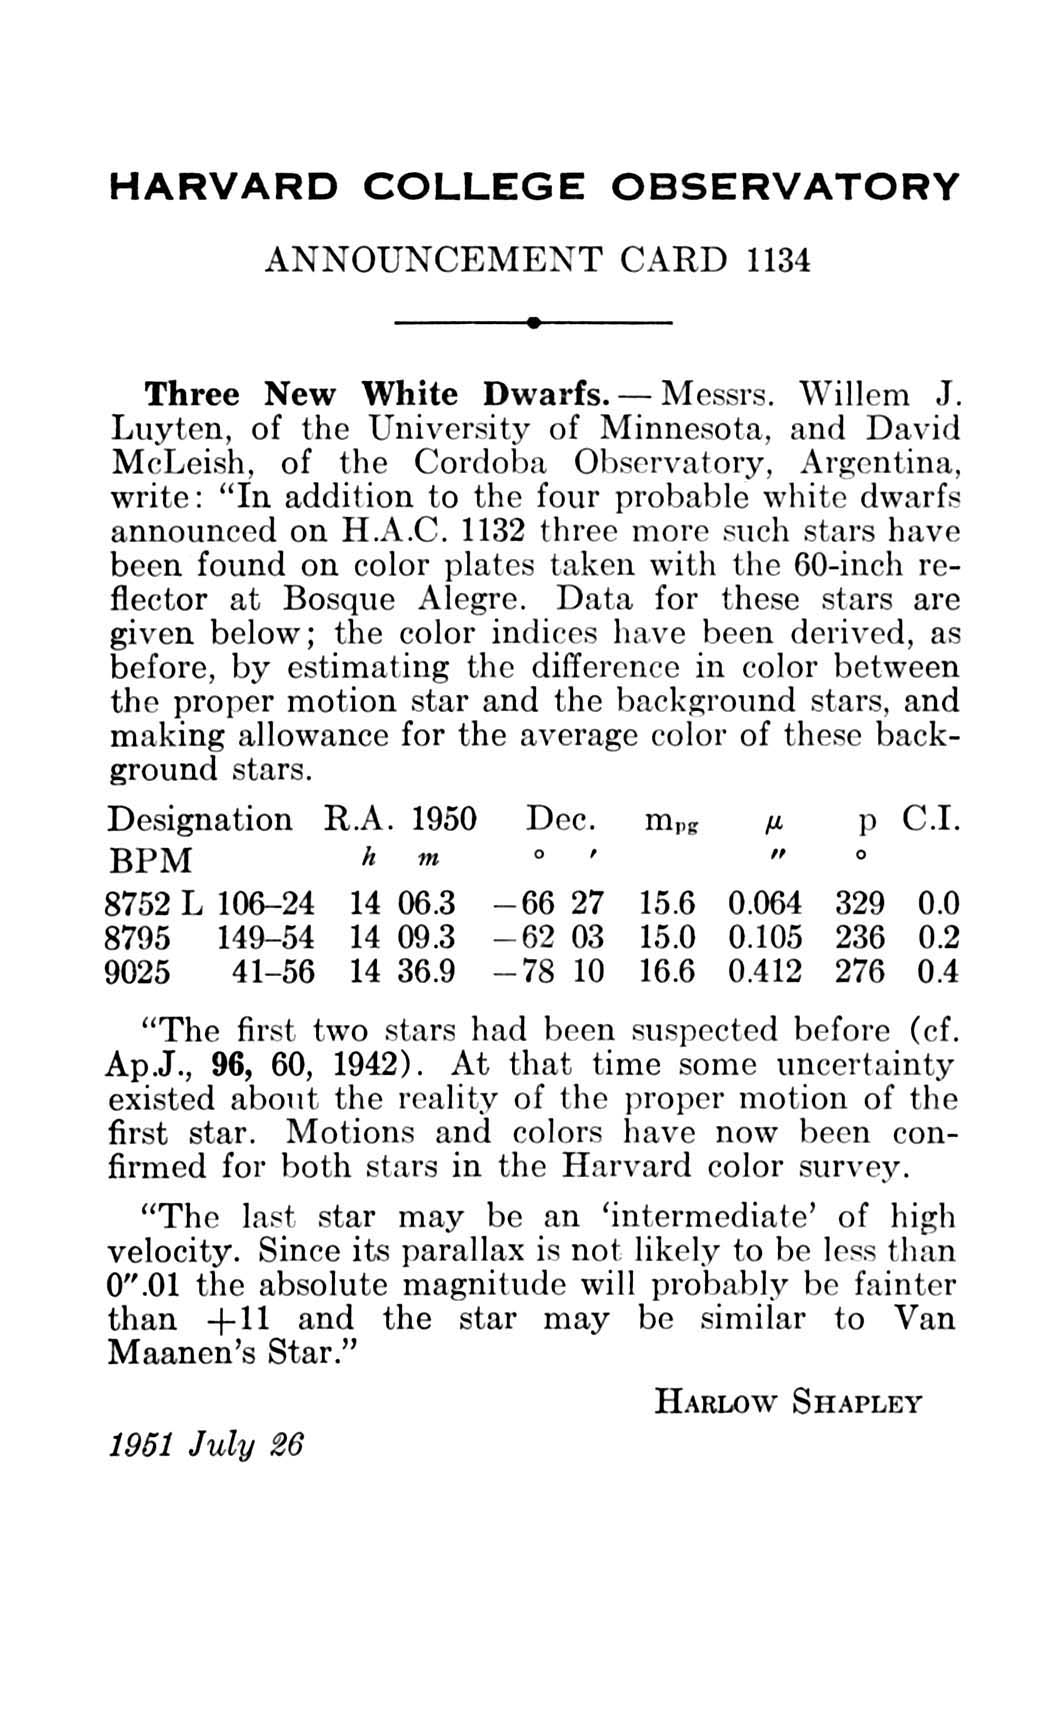 HARVARD COLLEGE OBSERVATORY
ANNOUNCEMENT CARD 1134
Three New White Dwarfs. — Messrs. Willem J.
Luyten, of the University of Minnesota, and David
McLeish, of the Cordoba Observatory, Argentina,
write: “In addition to the four probable white dwarfs
announced on H.A.C. 1132 three more such stars have
been found on color plates taken with the 60-inch re-
flector at Bosque Alegre. Data for these stars are
given below; the color indices have been derived, as
before, by estimating the difference in color between
the proper motion star and the background stars, and
making allowance for the average color of these back-
ground stars.
Designation R.A. 1950 Dec. mpg μ p C.I.
BPM h m ° ′ ″ °
8752 L 106–24 14 06.3 −66 27 15.6 0.064 329 0.0
8795 149–54 14 09.3 −62 03 15.0 0.105 236 0.2
9025 41–56 14 36.9 −78 10 16.6 0.412 276 0.4
“The first two stars had been suspected before (cf.
Ap.J., 96, 60, 1942). At that time some uncertainty
existed about the reality of the proper motion of the
first star. Motions and colors have now been con-
firmed for both stars in the Harvard color survey.
“The last star may be an ‘intermediate’ of high
velocity. Since its parallax is not likely to be less than
0″.01 the absolute magnitude will probably be fainter
than +11 and the star may be similar to Van
Maanen’s Star.”
HARLOW SHAPLEY
1951 July 26